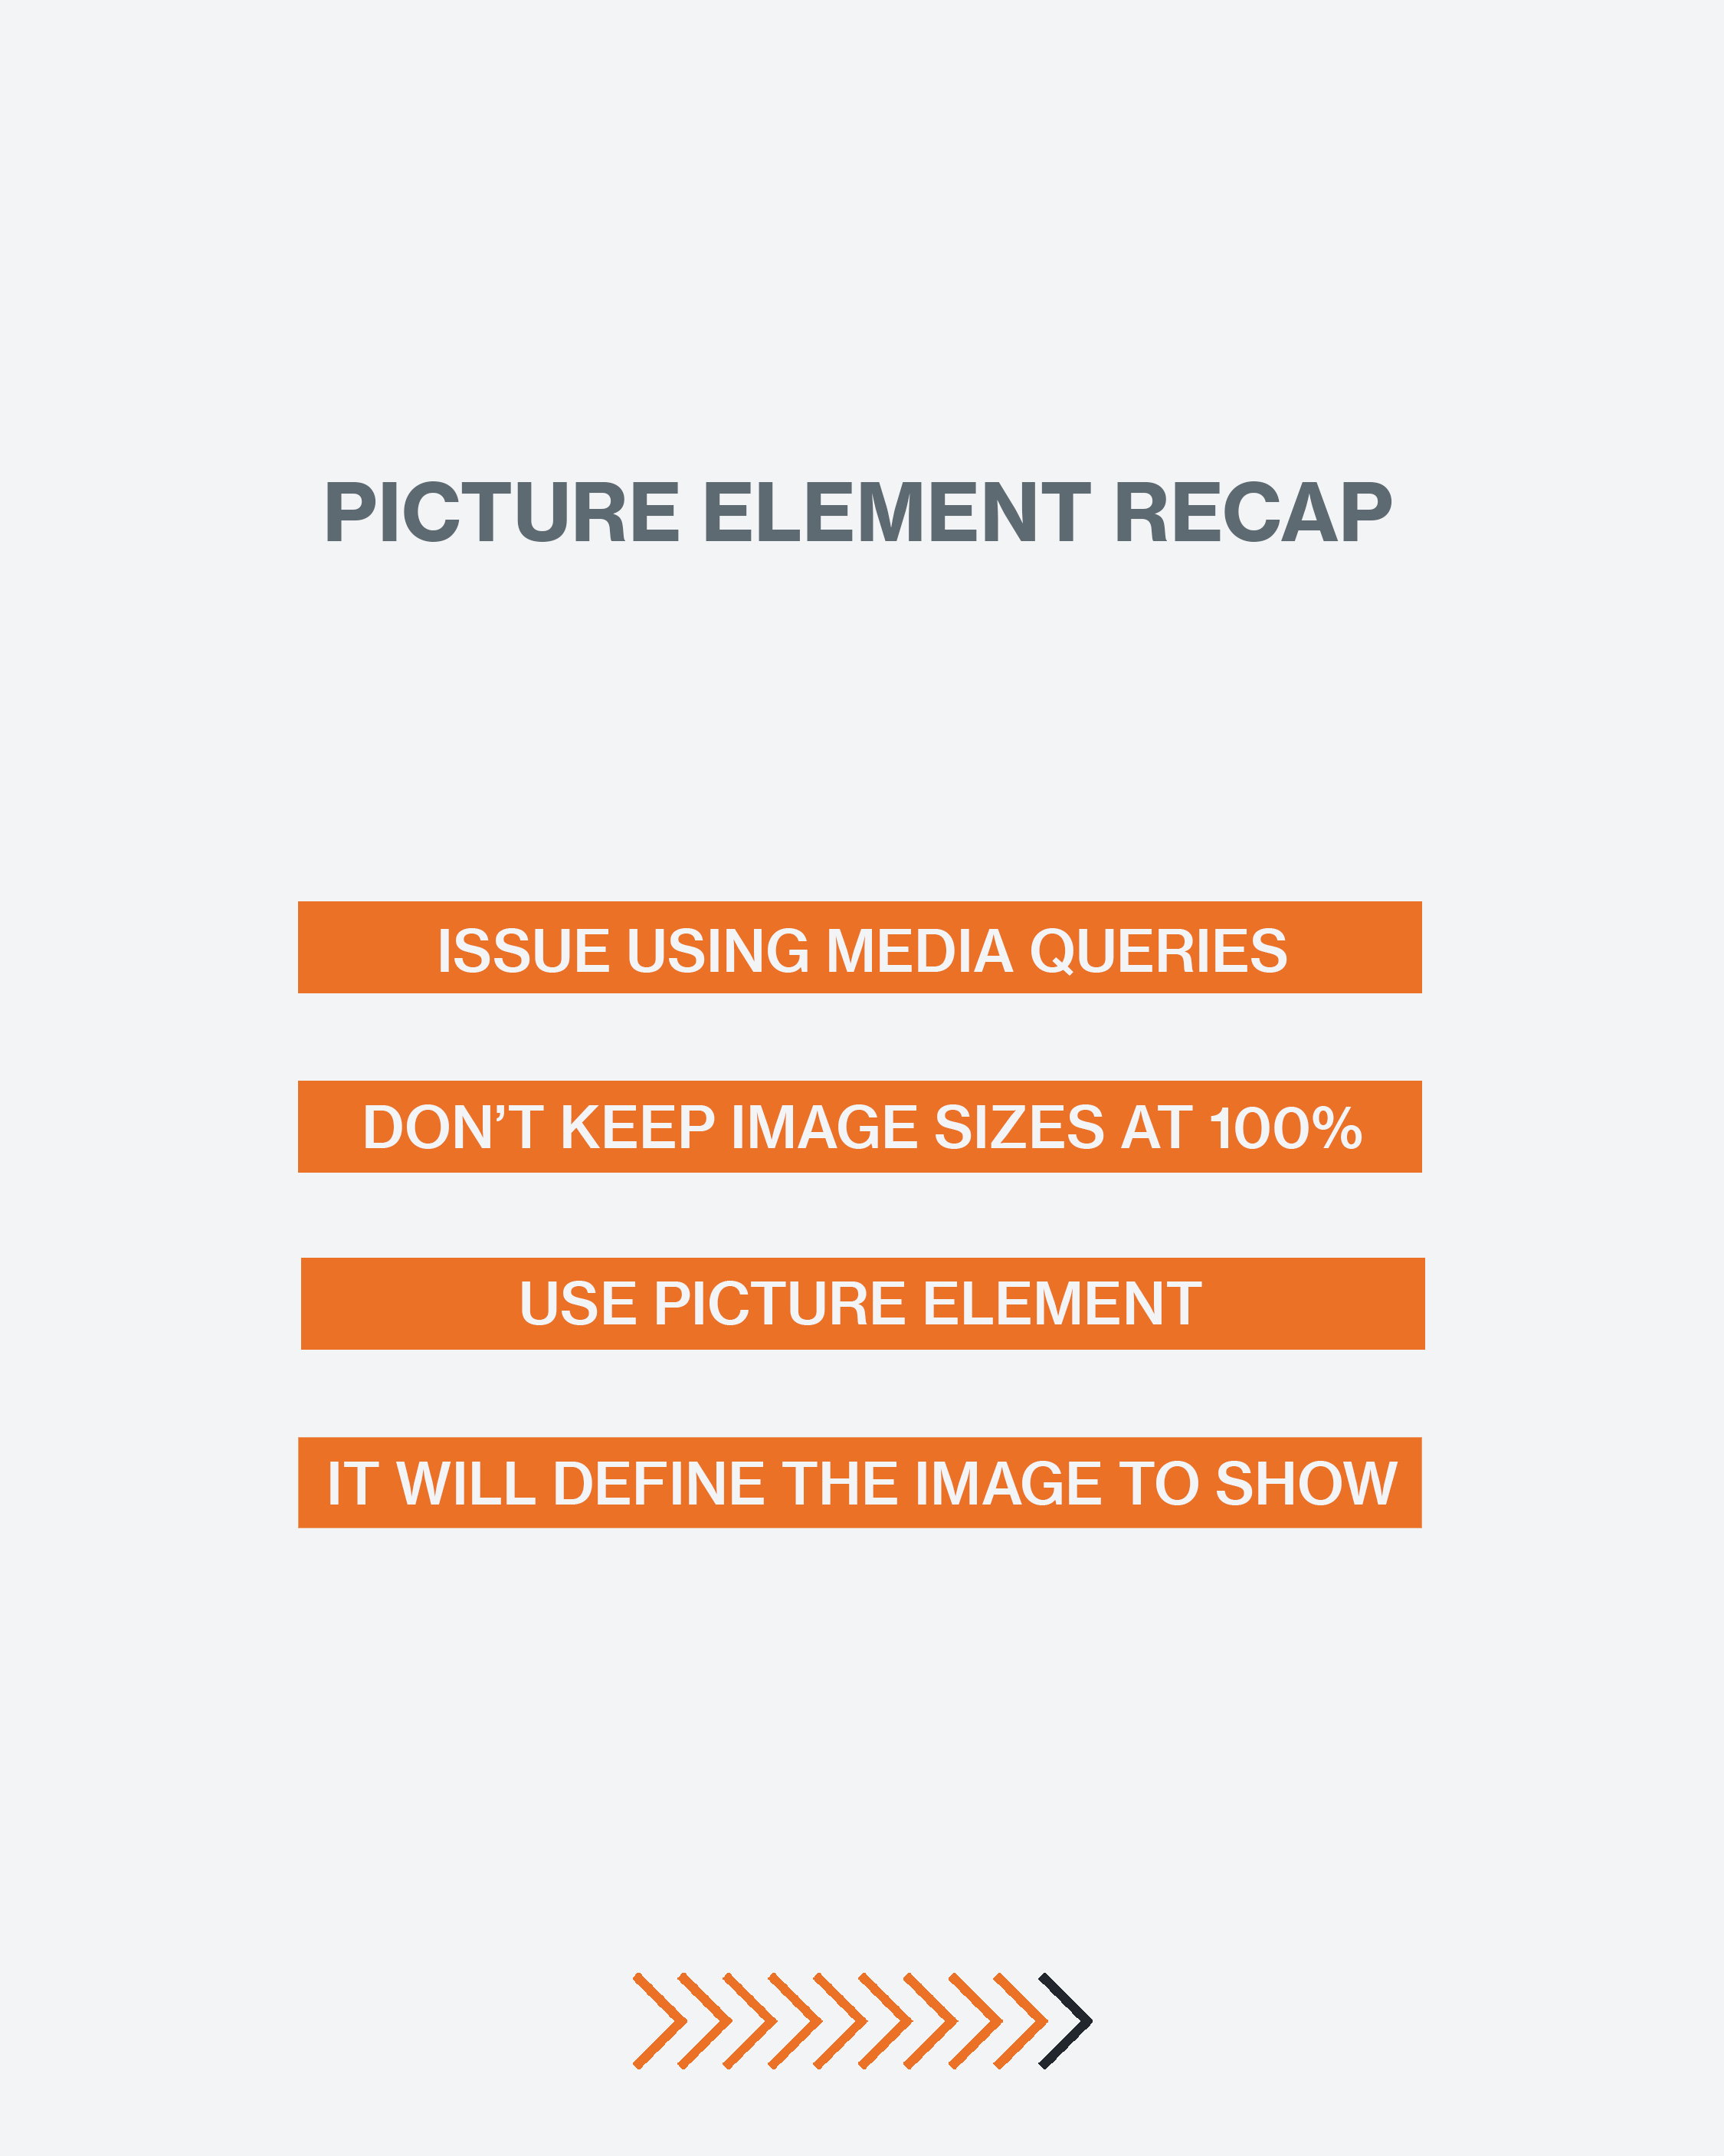 PICTURE ELEMENT RECAP
ISSUE USING MEDIA QUERIES
DON’T KEEP IMAGE SIZES AT 100%
USE PICTURE ELEMENT
IT WILL DEFINE THE IMAGE TO SHOW